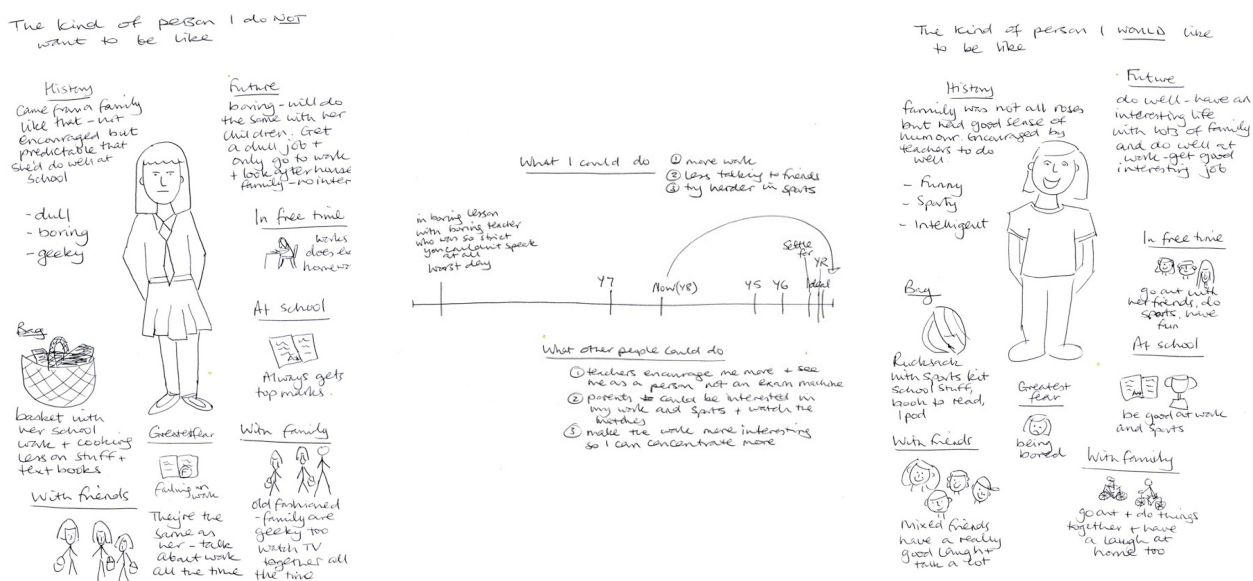 The kind of person I do NOT
want to be like
History
Came from a family
like that - not
encouraged but
predictable that
she'd do well at
school
- dull
- boring
- geeky
Bag
basket with
her school
work + cooking
lesson stuff +
text books
With friends
They're the
same as
her - talk
about work
all the time
Future
boring - will do
the same with her
children. Get
a dull job +
only go to work
+ look after house
family - no inter
In free time
works
does
At school
Always gets
top marks.
Greatest fear
Failing in
work
With family
old fashioned
- family are
geeky too
watch TV
together all
the time
What I could do
① more work
② less talking to friends
③ try harder in sports
in boring lesson
with boring teacher
who was so strict
you couldn't speak
at all
worst day
Y7
Now (Y8)
Y5
Y6
Settle
for
YR
Ideal
What other people could do
① teachers encourage me more + see
me as a person not an exam machine
② parents could be interested in
my work and sports + watch the
matches
③ make the work more interesting
so I can concentrate more
The kind of person I WOULD like
to be like
History
family was not all roses
but had good sense of
humour. Encouraged by
teachers to do
well.
- Funny
- Sporty
- Intelligent
Bag
Rucksack
with sports kit
school stuff,
book to read,
ipod
With friends
mixed friends
have a really
good laugh +
talk a lot
Greatest
fear
being
bored
Future
do well - have an
interesting life
with lots of family
and do well at
work - get good
interesting job
In free time
go out with
her friends, do
sports, have
fun
At school
be good at work
and sports
With family
go out + do things
together + have
a laugh at
home too